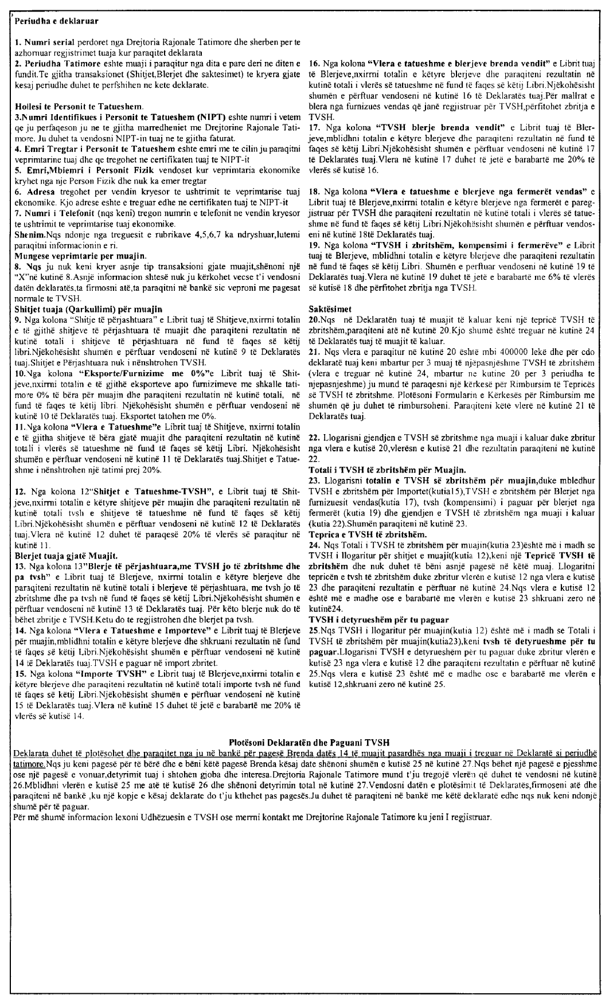 Periudha e deklaruar
1. Numri serial perdoret nga Drejtoria Rajonale Tatimore dhe sherben per te
azhornuar regjistrimet tuaja kur paraqitet deklarata
2. Periudha Tatimore eshte muaji i paraqitur nga dita e pare deri ne diten e
fundit.Te gjitha transaksionet (Shitjet,Blerjet dhe saktesimet) te kryera gjate
kesaj periudhe duhet te perfshihen ne kete deklarate.
Hollesi te Personit te Tatueshem.
3.Numri Identifikues i Personit te Tatueshem (NIPT) eshte numri i vetem
qe ju perfaqeson ju ne te gjitha marredheniet me Drejtorine Rajonale Tati-
more. Ju duhet ta vendosni NIPT-in tuaj ne te gjitha faturat.
4. Emri Tregtar i Personit te Tatueshem eshte emri me te cilin ju paraqitni
veprimtarine tuaj dhe qe tregohet ne certifikaten tuaj te NIPT-it
5. Emri,Mbiemri i Personit Fizik vendoset kur veprimtaria ekonomike
kryhet nga nje Person Fizik dhe nuk ka emer tregtar
6. Adresa tregohet per vendin kryesor te ushtrimit te veprimtarise tuaj
ekonomike. Kjo adrese eshte e treguar edhe ne certifikaten tuaj te NIPT-it
7. Numri i Telefonit (nqs keni) tregon numrin e telefonit ne vendin kryesor
te ushtrimit te veprimtarise tuaj ekonomike.
Shenim.Nqs ndonje nga treguesit e rubrikave 4,5,6,7 ka ndryshuar,lutemi
paraqitni informacionin e ri.
Mungese veprimtarie per muajin.
8. Nqs ju nuk keni kryer asnje tip transaksioni gjate muajit,shënoni një
“X”në kutinë 8.Asnjë informacion shtesë nuk ju kërkohet vecse t’i vendosni
datën deklaratës,ta firmosni atë,ta paraqitni në bankë sic veproni me pagesat
normale te TVSH.
Shitjet tuaja (Qarkullimi) për muajin
9. Nga kolona “Shitje të përjashtuara” e Librit tuaj të Shitjeve,nxirrni totalin
e të gjithë shitjeve të përjashtuara të muajit dhe paraqiteni rezultatin në
kutinë totali i shitjeve të përjashtuara në fund të faqes së këtij
libri.Njëkohësisht shumën e përftuar vendoseni në kutinë 9 të Deklaratës
tuaj.Shitjet e Përjashtuara nuk i nënshtrohen TVSH.
10.Nga kolona “Eksporte/Furnizime me 0%”e Librit tuaj të Shit-
jeve,nxirrni totalin e të gjithë eksporteve apo furnizimeve me shkalle tati-
more 0% të bëra për muajin dhe paraqiteni rezultatin në kutinë totali, në
fund të faqes të këtij libri. Njëkohësisht shumën e përftuar vendoseni në
kutinë 10 të Deklaratës tuaj. Eksportet tatohen me 0%.
11.Nga kolona “Vlera e Tatueshme”e Librit tuaj të Shitjeve, nxirrni totalin
e të gjitha shitjeve të bëra gjatë muajit dhe paraqiteni rezultatin në kutinë
totali i vlerës së tatueshme në fund të faqes së këtij Libri. Njëkohësisht
shumën e përftuar vendoseni në kutinë 11 të Deklaratës tuaj.Shitjet e Tatue-
shme i nënshtrohen një tatimi prej 20%.
12. Nga kolona 12“Shitjet e Tatueshme-TVSH”, e Librit tuaj të Shit-
jeve,nxirrni totalin e këtyre shitjeve për muajin dhe paraqiteni rezultatin në
kutinë totali tvsh e shitjeve të tatueshme në fund të faqes së këtij
Libri.Njëkohësisht shumën e përftuar vendoseni në kutinë 12 të Deklaratës
tuaj.Vlera në kutinë 12 duhet të paraqesë 20% të vlerës së paraqitur në
kutinë 11.
Blerjet tuaja gjatë Muajit.
13. Nga kolona 13”Blerje të përjashtuara,me TVSH jo të zbritshme dhe
pa tvsh” e Librit tuaj të Blerjeve, nxirrni totalin e këtyre blerjeve dhe
paraqiteni rezultatin në kutinë totali i blerjeve të përjashtuara, me tvsh jo të
zbritshme dhe pa tvsh në fund të faqes së këtij Libri.Njëkohësisht shumën e
përftuar vendoseni në kutinë 13 të Deklaratës tuaj. Për këto blerje nuk do të
bëhet zbritje e TVSH.Ketu do te regjistrohen dhe blerjet pa tvsh.
14. Nga kolona “Vlera e Tatueshme e Importeve” e Librit tuaj të Blerjeve
për muajin,mblidhni totalin e këtyre blerjeve dhe shkruani rezultatin në fund
të faqes së këtij Libri.Njëkohësisht shumën e përftuar vendoseni në kutinë
14 të Deklaratës tuaj.TVSH e paguar në import zbritet.
15. Nga kolona “Importe TVSH” e Librit tuaj të Blerjeve,nxirrni totalin e
këtyre blerjeve dhe paraqiteni rezultatin në kutinë totali importe tvsh në fund
të faqes së këtij Libri.Njëkohësisht shumën e përftuar vendoseni në kutinë
15 të Deklaratës tuaj.Vlera në kutinë 15 duhet të jetë e barabartë me 20% të
vlerës së kutisë 14.
16. Nga kolona “Vlera e tatueshme e blerjeve brenda vendit” e Librit tuaj
të Blerjeve,nxirrni totalin e këtyre blerjeve dhe paraqiteni rezultatin në
kutinë totali i vlerës së tatueshme në fund të faqes së këtij Libri.Njëkohësisht
shumën e përftuar vendoseni në kutinë 16 të Deklaratës tuaj.Për mallrat e
blera nga furnizues vendas që janë regjistruar për TVSH,përfitohet zbritja e
TVSH.
17. Nga kolona “TVSH blerje brenda vendit” e Librit tuaj të Bler-
jeve,mblidhni totalin e këtyre blerjeve dhe paraqiteni rezultatin në fund të
faqes së këtij Libri.Njëkohësisht shumën e përftuar vendoseni në kutinë 17
të Deklaratës tuaj.Vlera në kutinë 17 duhet të jetë e barabartë me 20% të
vlerës së kutisë 16.
18. Nga kolona “Vlera e tatueshme e blerjeve nga fermerët vendas” e
Librit tuaj të Blerjeve,nxirrni totalin e këtyre blerjeve nga fermerët e pareg-
jistruar për TVSH dhe paraqiteni rezultatin në kutinë totali i vlerës së tatue-
shme në fund të faqes së këtij Libri.Njëkohësisht shumën e përftuar vendos-
eni në kutinë 18të Deklaratës tuaj.
19. Nga kolona “TVSH i zbritshëm, kompensimi i fermerëve” e Librit
tuaj të Blerjeve, mblidhni totalin e këtyre blerjeve dhe paraqiteni rezultatin
në fund të faqes së këtij Libri. Shumën e perftuar vendoseni në kutinë 19 të
Deklaratës tuaj.Vlera në kutinë 19 duhet të jetë e barabartë me 6% të vlerës
së kutisë 18 dhe përfitohet zbritja nga TVSH.
Saktësimet
20.Nqs në Deklaratën tuaj të muajit të kaluar keni një tepricë TVSH të
zbritshëm,paraqiteni atë në kutinë 20.Kjo shumë është treguar në kutinë 24
të Deklaratës tuaj të muajit të kaluar.
21. Nqs vlera e paraqitur në kutinë 20 është mbi 400000 lekë dhe për cdo
deklaratë tuaj keni mbartur per 3 muaj të njëpasnjëshme TVSH të zbritshëm
(vlera e treguar në kutinë 24, mbartur ne kutine 20 per 3 periudha te
njepasnjeshme) ju mund të paraqesni një kërkesë për Rimbursim të Tepricës
së TVSH të zbritshme. Plotësoni Formularin e Kërkesës për Rimbursim me
shumën që ju duhet të rimbursoheni. Paraqiteni këtë vlerë në kutinë 21 të
Deklaratës tuaj.
22. Llogarisni gjendjen e TVSH së zbritshme nga muaji i kaluar duke zbritur
nga vlera e kutisë 20,vlerësn e kutisë 21 dhe rezultatin paraqiteni në kutinë
22.
Totali i TVSH të zbritshëm për Muajin.
23. Llogarisni totalin e TVSH së zbritshëm për muajin,duke mbledhur
TVSH e zbritshëm për Importet(kutia15),TVSH e zbritshëm për Blerjet nga
furnizuesit vendas(kutia 17), tvsh (kompensimi) i paguar për blerjet nga
fermerët (kutia 19) dhe gjendjen e TVSH të zbritshëm nga muaji i kaluar
(kutia 22).Shumën paraqiteni në kutinë 23.
Teprica e TVSH të zbritshëm.
24. Nqs Totali i TVSH të zbritshëm për muajin(kutia 23)është më i madh se
TVSH i llogaritur për shitjet e muajit(kutia 12),keni një Tepricë TVSH të
zbritshëm dhe nuk duhet të bëni asnjë pagesë në këtë muaj. Llogaritni
tepricën e tvsh të zbritshëm duke zbritur vlerën e kutisë 12 nga vlera e kutisë
23 dhe paraqiteni rezultatin e përftuar në kutinë 24.Nqs vlera e kutisë 12
është më e madhe ose e barabartë me vlerën e kutisë 23 shkruani zero në
kutinë24.
TVSH i detyrueshëm për tu paguar
25.Nqs TVSH i llogaritur për muajin(kutia 12) është më i madh se Totali i
TVSH të zbritshëm për muajin(kutia23),keni tvsh të detyrueshme për tu
paguar.Llogarisni TVSH e detyrueshëm për tu paguar duke zbritur vlerën e
kutisë 23 nga vlera e kutisë 12 dhe paraqiteni rezultatin e përftuar në kutinë
25.Nqs vlera e kutisë 23 është më e madhe ose e barabartë me vlerën e
kutisë 12,shkruani zero në kutinë 25.
Plotësoni Deklaratën dhe Paguani TVSH
Deklarata duhet të plotësohet dhe paraqitet nga ju në bankë për pagesë Brenda datës 14 të muajit pasardhës nga muaji i treguar në Deklaratë si periudhë
tatimore.Nqs ju keni pagesë për të bërë dhe e bëni këtë pagesë Brenda kësaj date shënoni shumën e kutisë 25 në kutinë 27.Nqs bëhet një pagesë e pjesshme
ose një pagesë e vonuar,detyrimit tuaj i shtohen gjoba dhe interesa.Drejtoria Rajonale Tatimore mund t’ju tregojë vlerën që duhet të vendosni në kutinë
26.Mblidhni vlerën e kutisë 25 me atë të kutisë 26 dhe shënoni detyrimin total në kutinë 27.Vendosni datën e plotësimit të Deklaratës,firmoseni atë dhe
paraqiteni në bankë ,ku një kopje e kësaj deklarate do t’ju kthehet pas pagesës.Ju duhet të paraqiteni në bankë me këtë deklaratë edhe nqs nuk keni ndonjë
shumë për të paguar.
Për më shumë informacion lexoni Udhëzuesin e TVSH ose merrni kontakt me Drejtorine Rajonale Tatimore ku jeni I regjistruar.